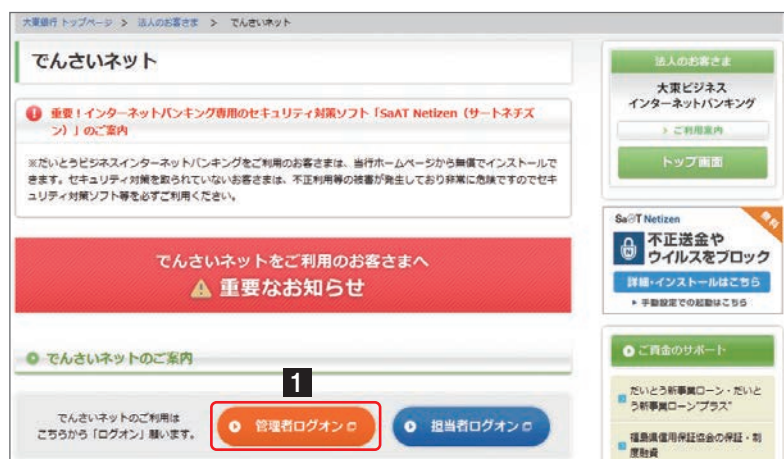 大東銀行 トップページ > 法人のお客さま > でんさいネット
でんさいネット
重要！インターネットバンキング専用のセキュリティ対策ソフト「SaAT Netizen（サートネチズ
ン）」のご案内
※だいとうビジネスインターネットバンキングをご利用のお客さまは、当行ホームページから無償でインストールで
きます。セキュリティ対策を取られていないお客さまは、不正利用等の被害が発生しており非常に危険ですのでセキ
ュリティ対策ソフト等を必ずご利用ください。
でんさいネットをご利用のお客さまへ
重要なお知らせ
でんさいネットのご案内
1
でんさいネットのご利用は
こちらから「ログオン」願います。
管理者ログオン
担当者ログオン
法人のお客さま
大東ビジネス
インターネットバンキング
> ご利用案内
トップ画面
SaAT Netizen
無料
不正送金や
ウイルスをブロック
詳細・インストールはこちら
手動設定での起動はこちら
ご資金のサポート
だいとう新事業ローン・だいと
う新事業ローン"プラス"
福島県信用保証協会の保証・制
度融資